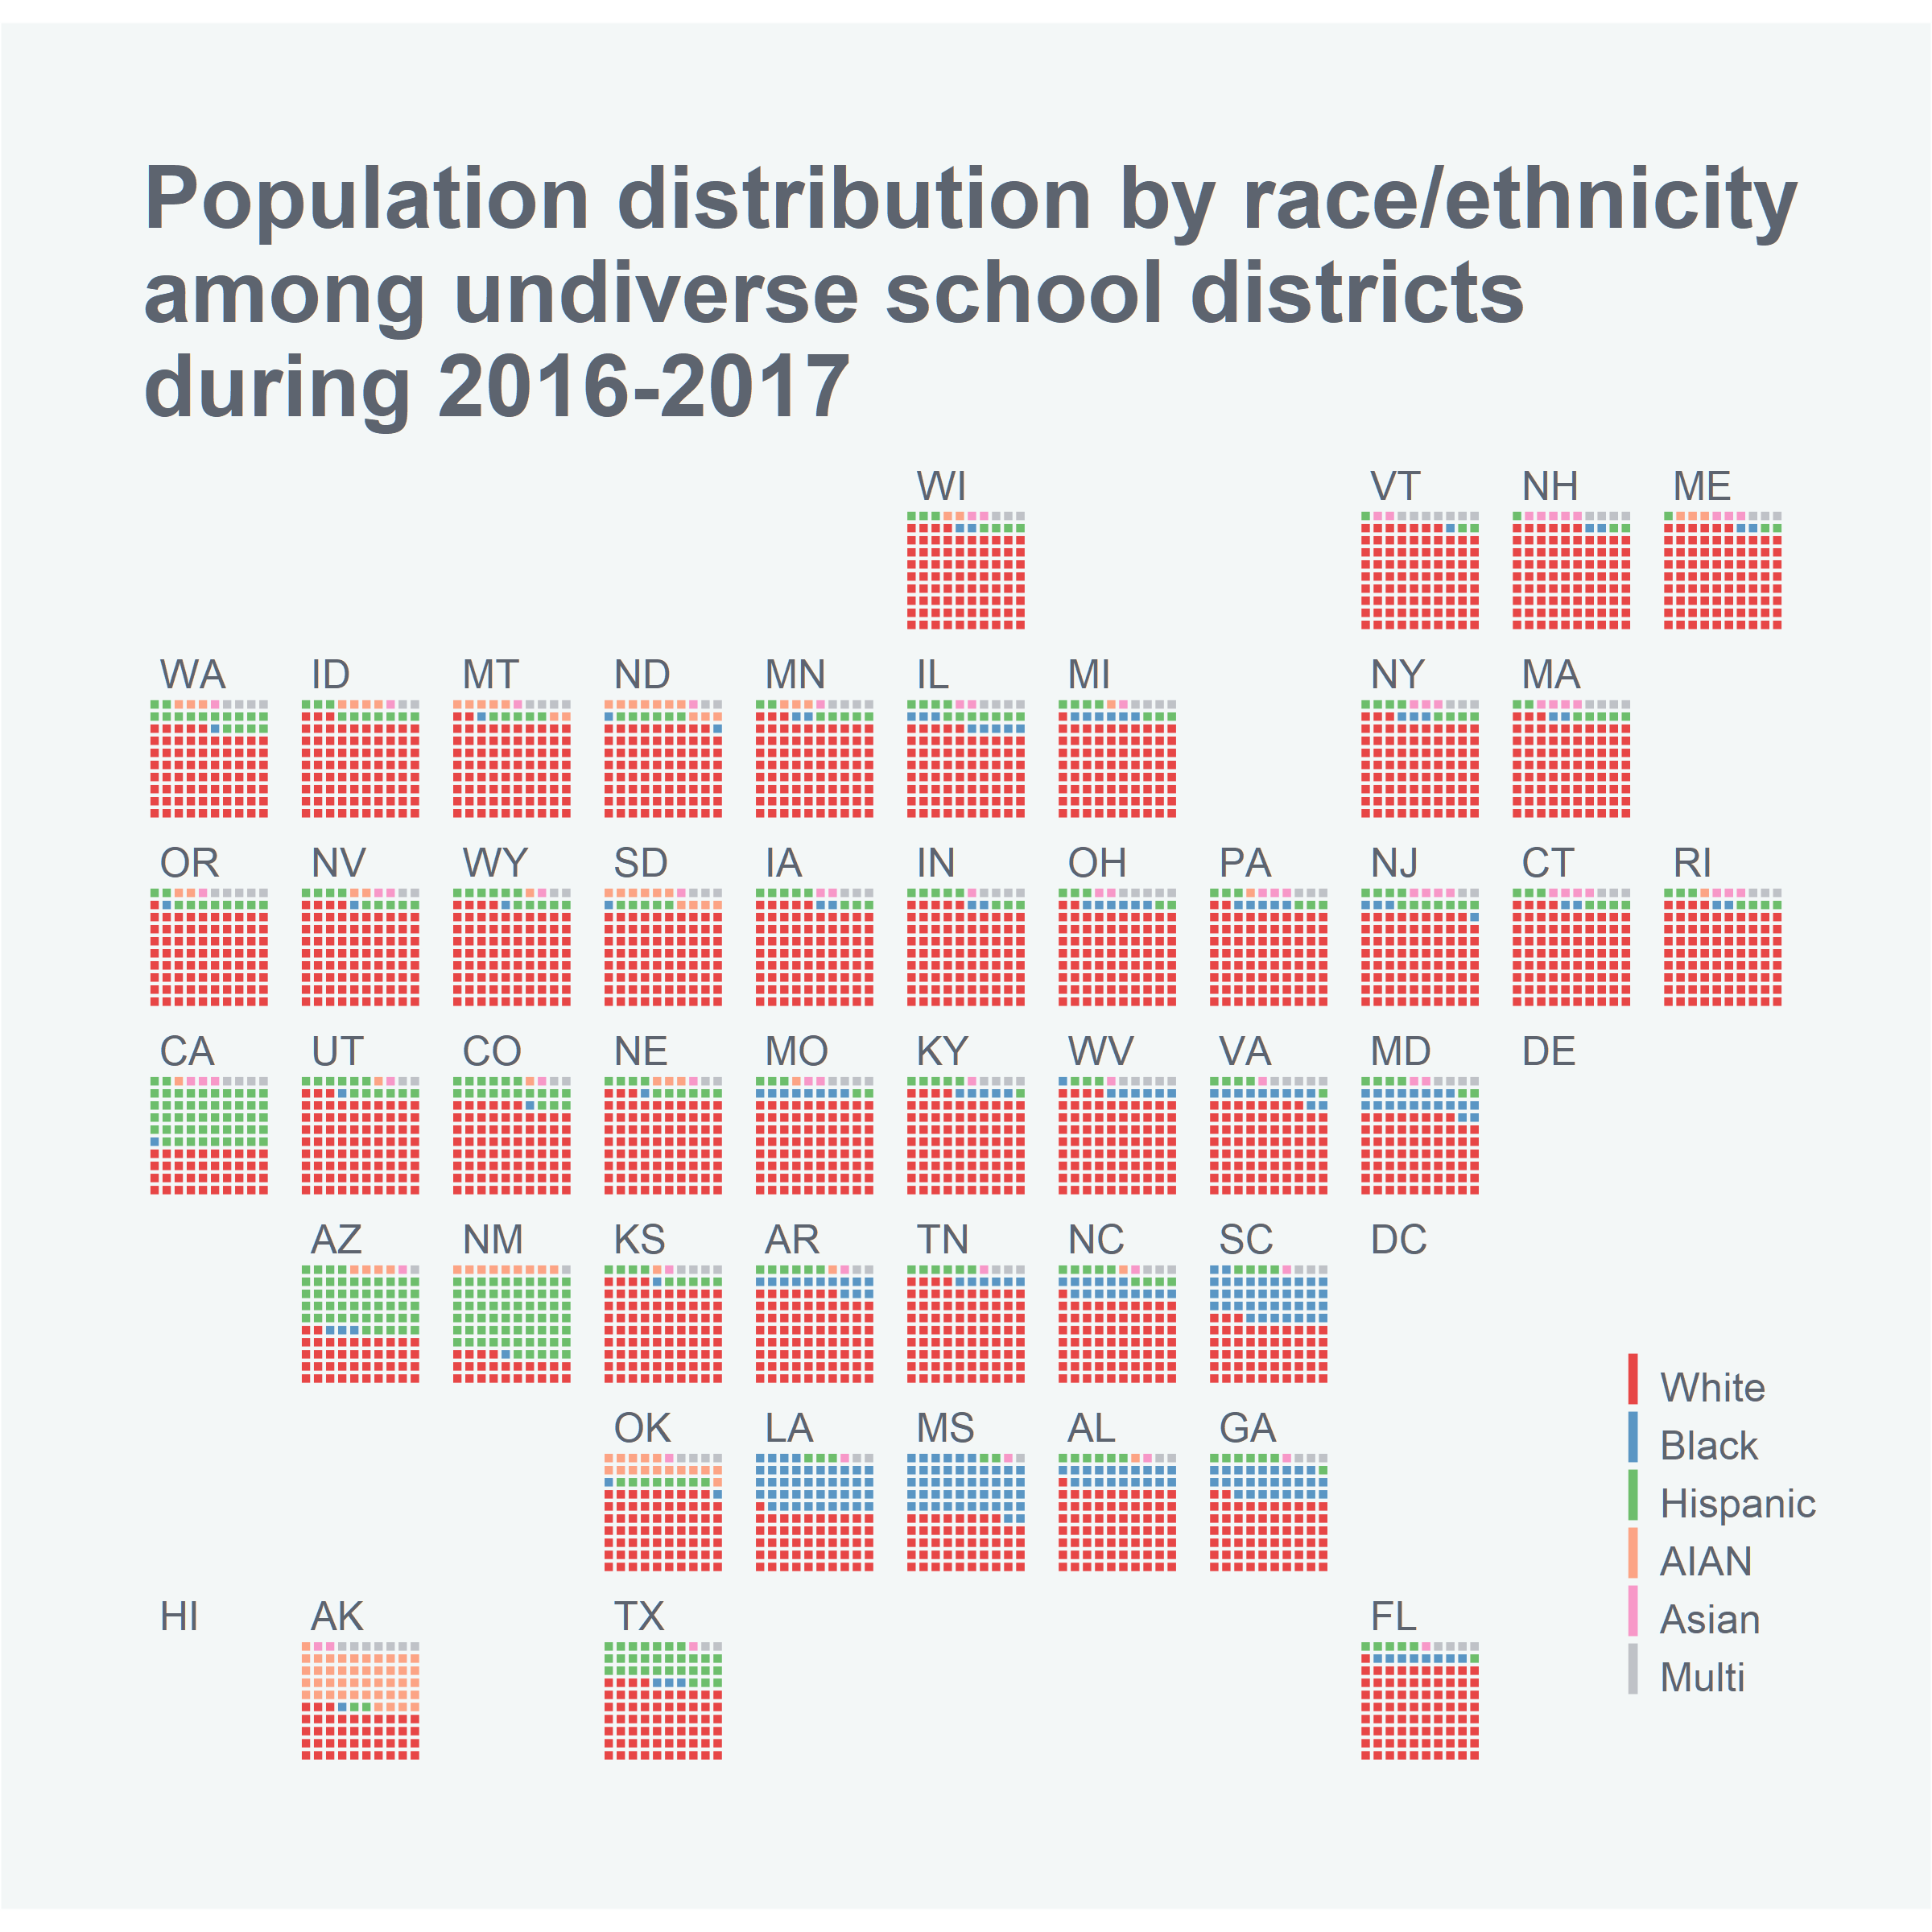 Population distribution by race/ethnicity
among undiverse school districts
during 2016-2017
WI VT NH ME
WA ID MT ND MN IL MI NY MA
OR NV WY SD IA IN OH PA NJ CT RI
CA UT CO NE MO KY WV VA MD DE
AZ NM KS AR TN NC SC DC
OK LA MS AL GA
HI AK TX FL
White
Black
Hispanic
AIAN
Asian
Multi